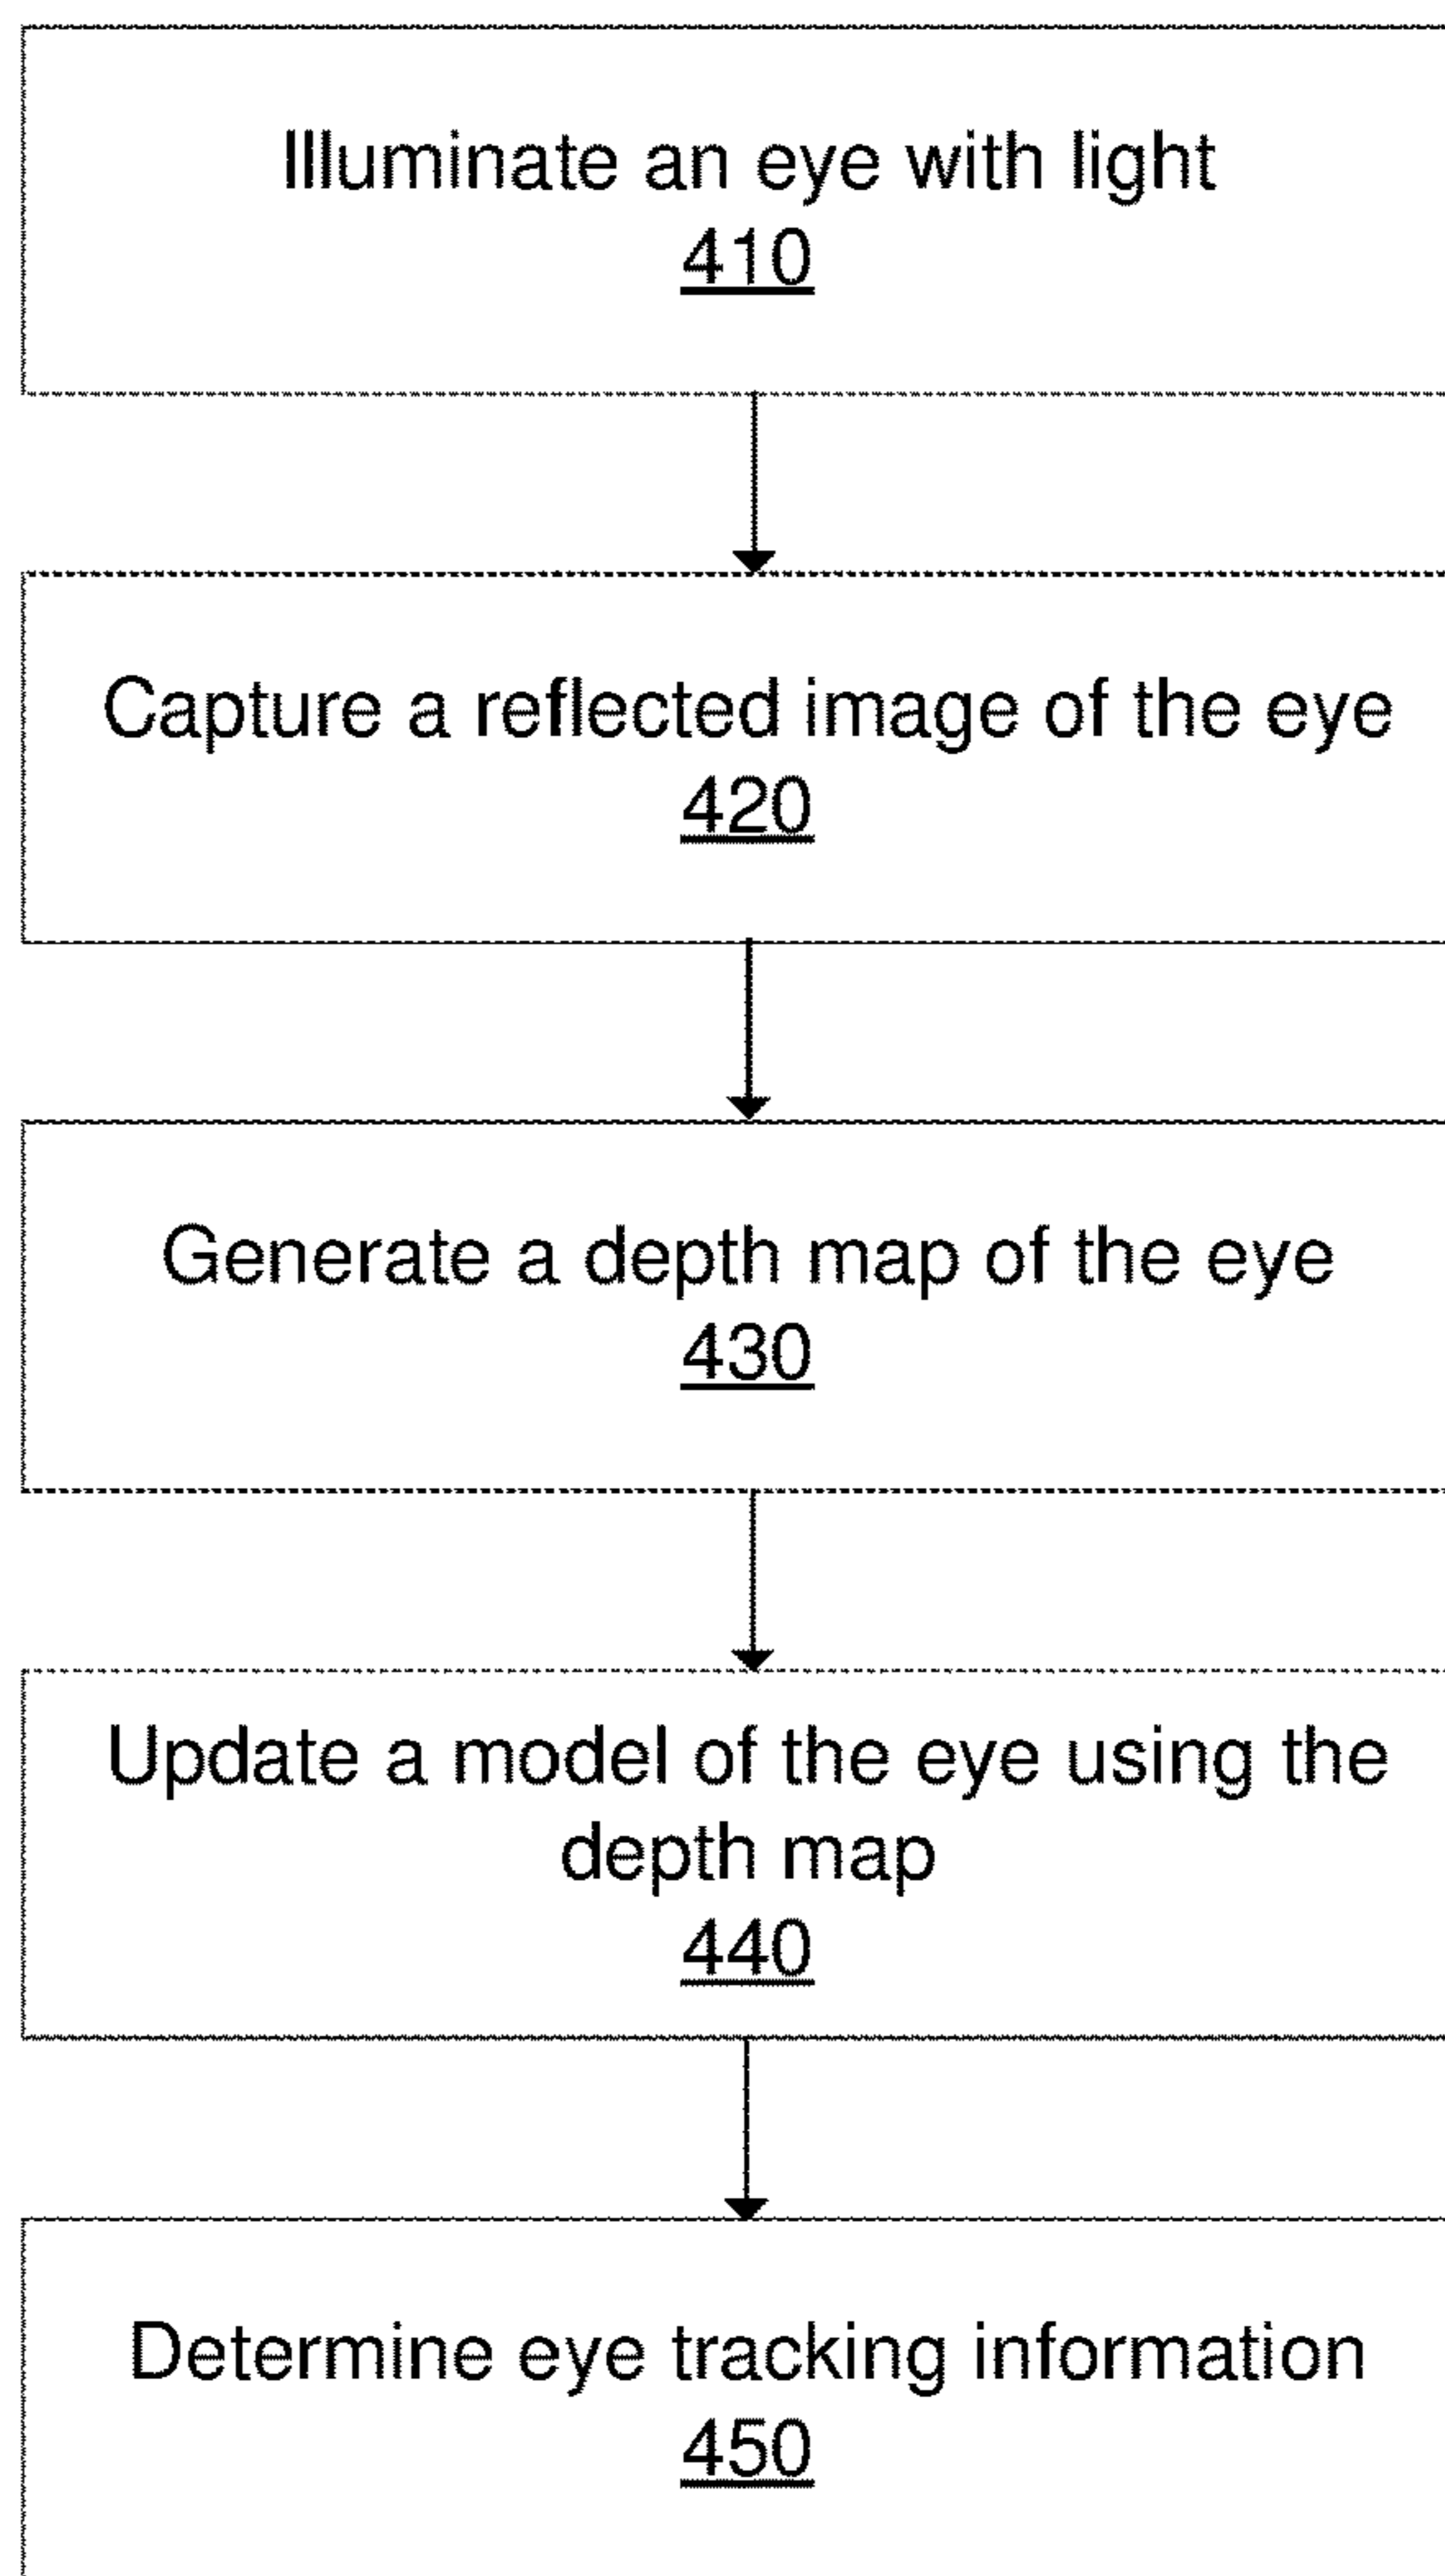 Illuminate an eye with light
410
Capture a reflected image of the eye
420
Generate a depth map of the eye
430
Update a model of the eye using the
depth map
440
Determine eye tracking information
450